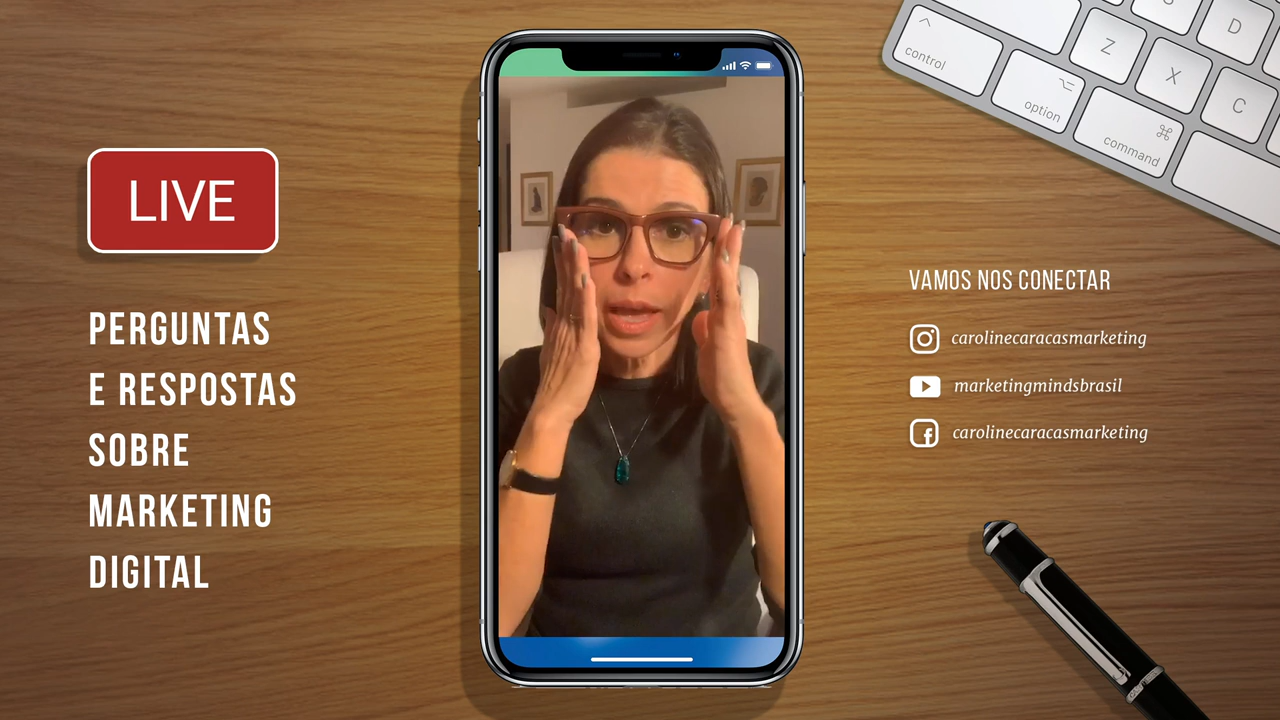 LIVE
PERGUNTAS
E RESPOSTAS
SOBRE
MARKETING
DIGITAL
VAMOS NOS CONECTAR
carolinecaracasmarketing
marketingmindsbrasil
carolinecaracasmarketing
control
option
command
Z
X
C
S
D